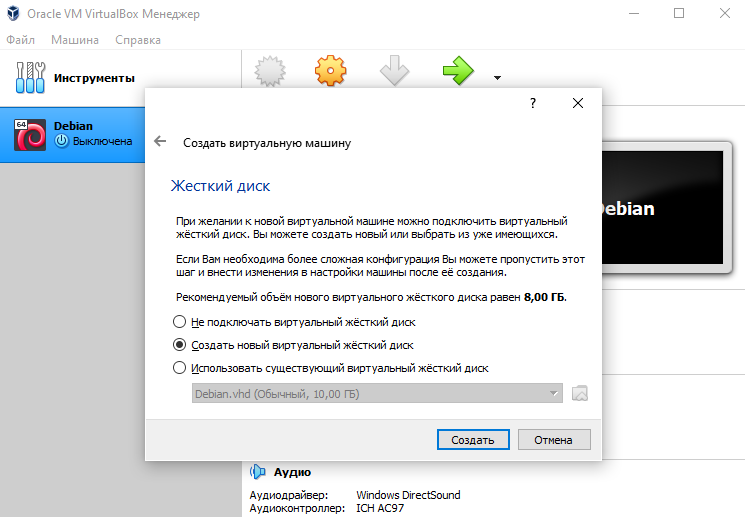 Oracle VM VirtualBox Менеджер
Файл Машина Справка
Инструменты
64
Debian
Выключена
?
Создать виртуальную машину
Жесткий диск
При желании к новой виртуальной машине можно подключить виртуальный
жёсткий диск. Вы можете создать новый или выбрать из уже имеющихся.
Если Вам необходима более сложная конфигурация Вы можете пропустить этот
шаг и внести изменения в настройки машины после её создания.
Рекомендуемый объём нового виртуального жёсткого диска равен 8,00 ГБ.
Не подключать виртуальный жёсткий диск
Создать новый виртуальный жёсткий диск
Использовать существующий виртуальный жёсткий диск
Debian.vhd (Обычный, 10,00 ГБ)
Создать Отмена
Debian
Аудио
Аудиодрайвер: Windows DirectSound
Аудиоконтроллер: ICH AC97